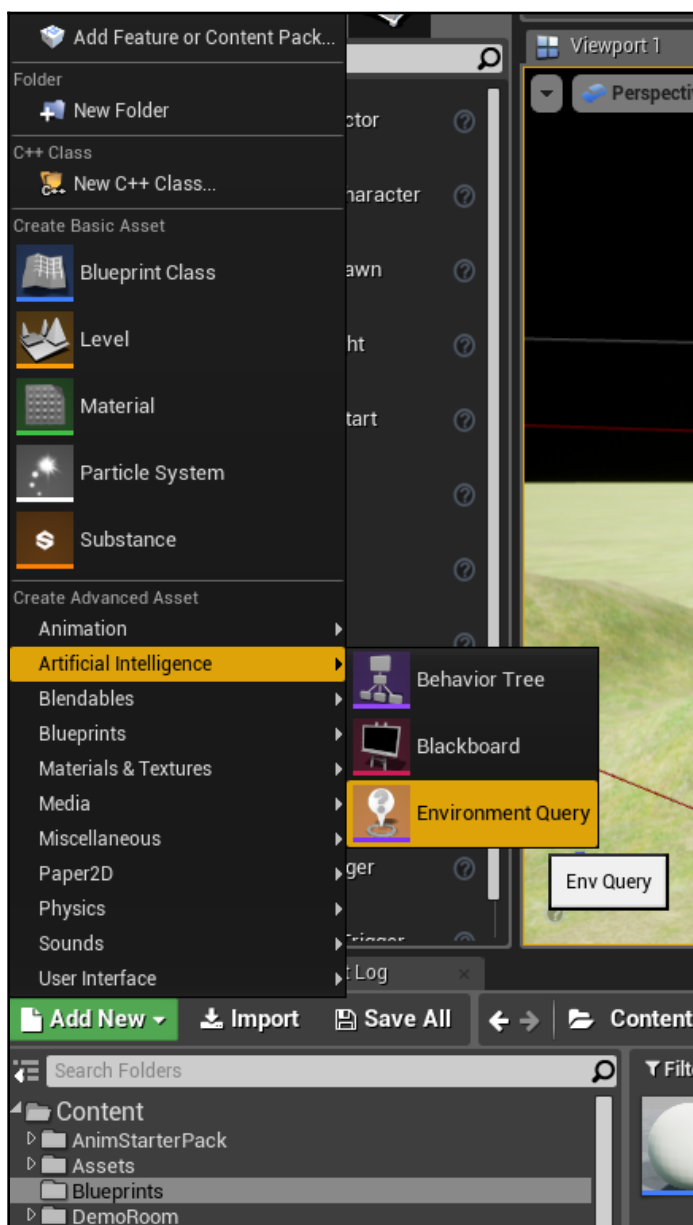 Add Feature or Content Pack...
Viewport 1
Folder
Perspecti
New Folder
ctor
C++ Class
New C++ Class...
haracter
Create Basic Asset
Blueprint Class
awn
Level
ht
Material
tart
Particle System
Substance
Create Advanced Asset
Animation
Artificial Intelligence
Behavior Tree
Blendables
Blueprints
Blackboard
Materials & Textures
Media
Environment Query
Miscellaneous
Paper2D
ger
Env Query
Physics
Sounds
Trigger
User Interface
t Log
Add New
Import
Save All
Content
Search Folders
Filte
Content
AnimStarterPack
Assets
Blueprints
DemoRoom